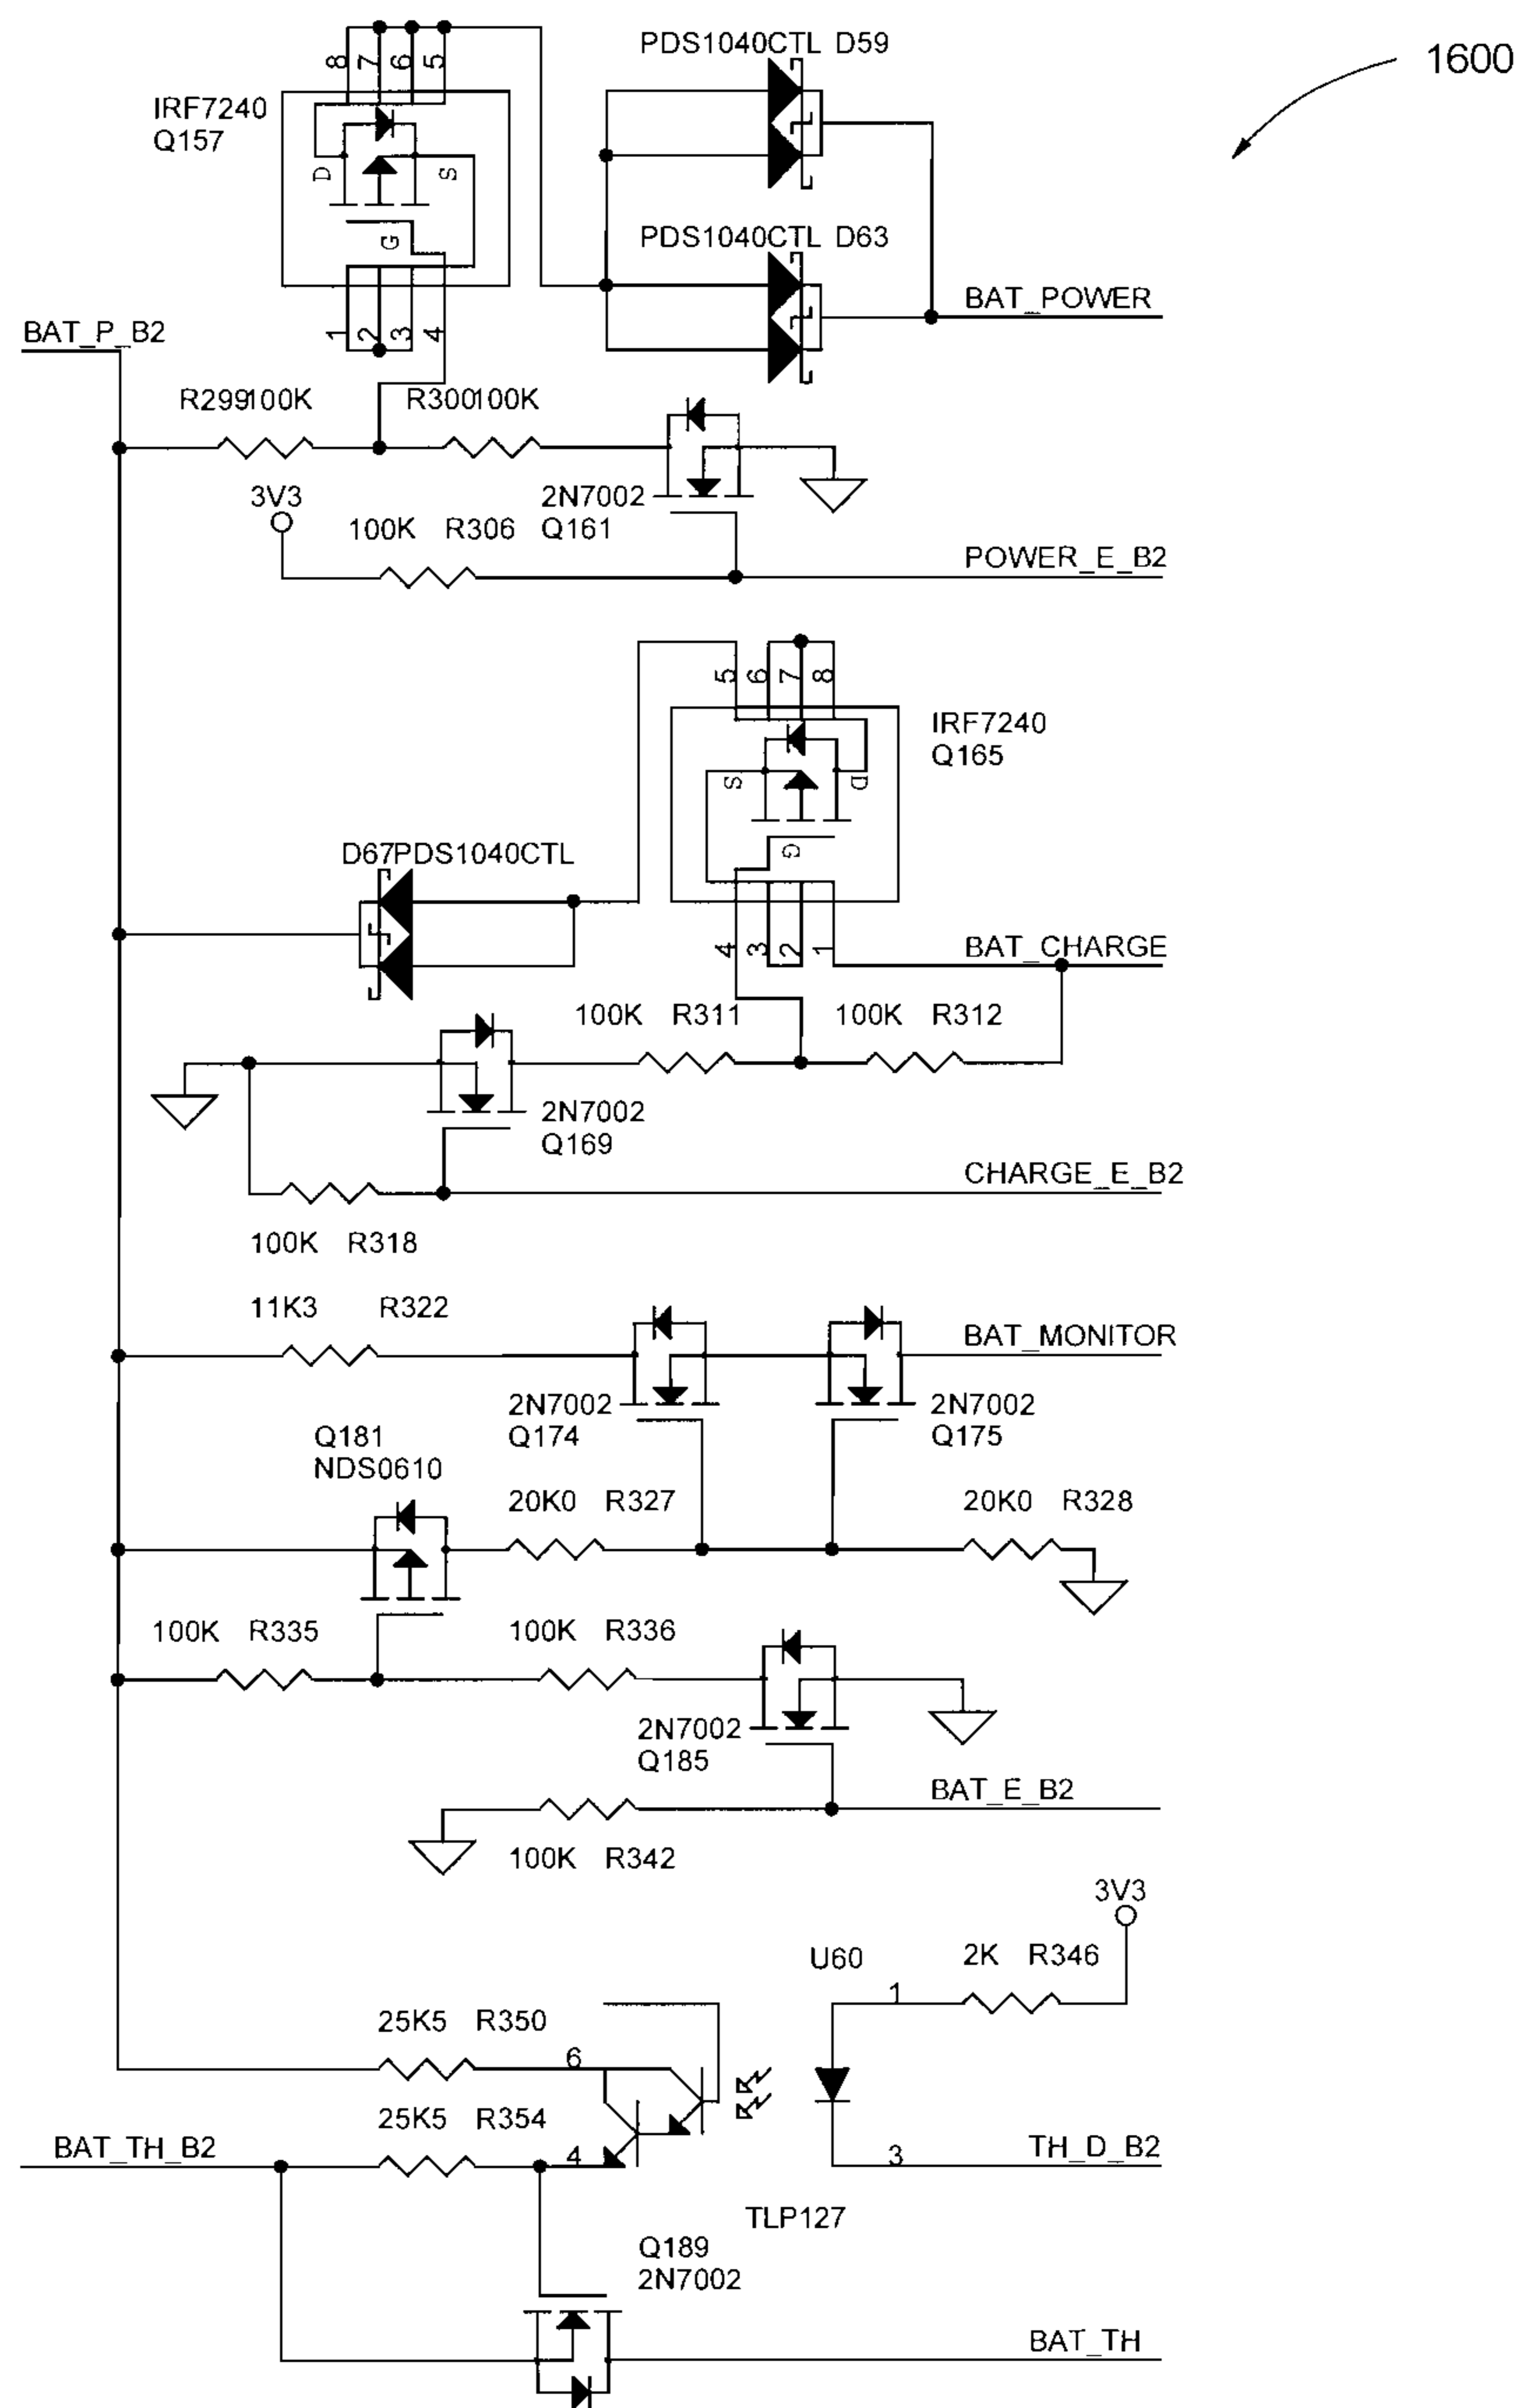 1600
PDS1040CTL D59
8 7 6 5
IRF7240
Q157
D S
G
PDS1040CTL D63
BAT_POWER
1 2 3 4
BAT_P_B2
R299100K R300100K
3V3
2N7002
Q161
100K R306
POWER_E_B2
5 6 7 8
IRF7240
Q165
S D
G
D67PDS1040CTL
4 3 2 1
BAT_CHARGE
100K R311 100K R312
2N7002
Q169
CHARGE_E_B2
100K R318
11K3 R322
BAT_MONITOR
2N7002
Q174
2N7002
Q175
Q181
NDS0610
20K0 R327
20K0 R328
100K R335 100K R336
2N7002
Q185
BAT_E_B2
100K R342
3V3
U60
2K R346
1
25K5 R350
6
25K5 R354
BAT_TH_B2
4
3
TH_D_B2
TLP127
Q189
2N7002
BAT_TH